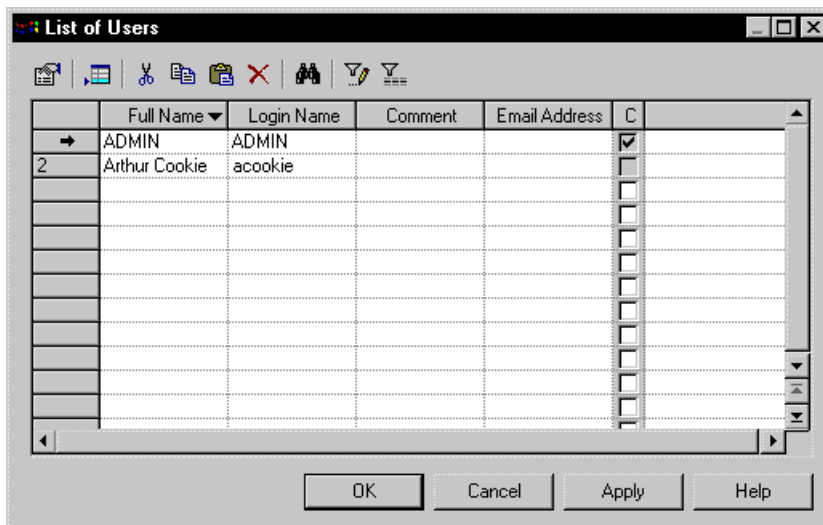 List of Users
Full Name Login Name Comment Email Address C
ADMIN ADMIN
2 Arthur Cookie acookie
OK Cancel Apply Help